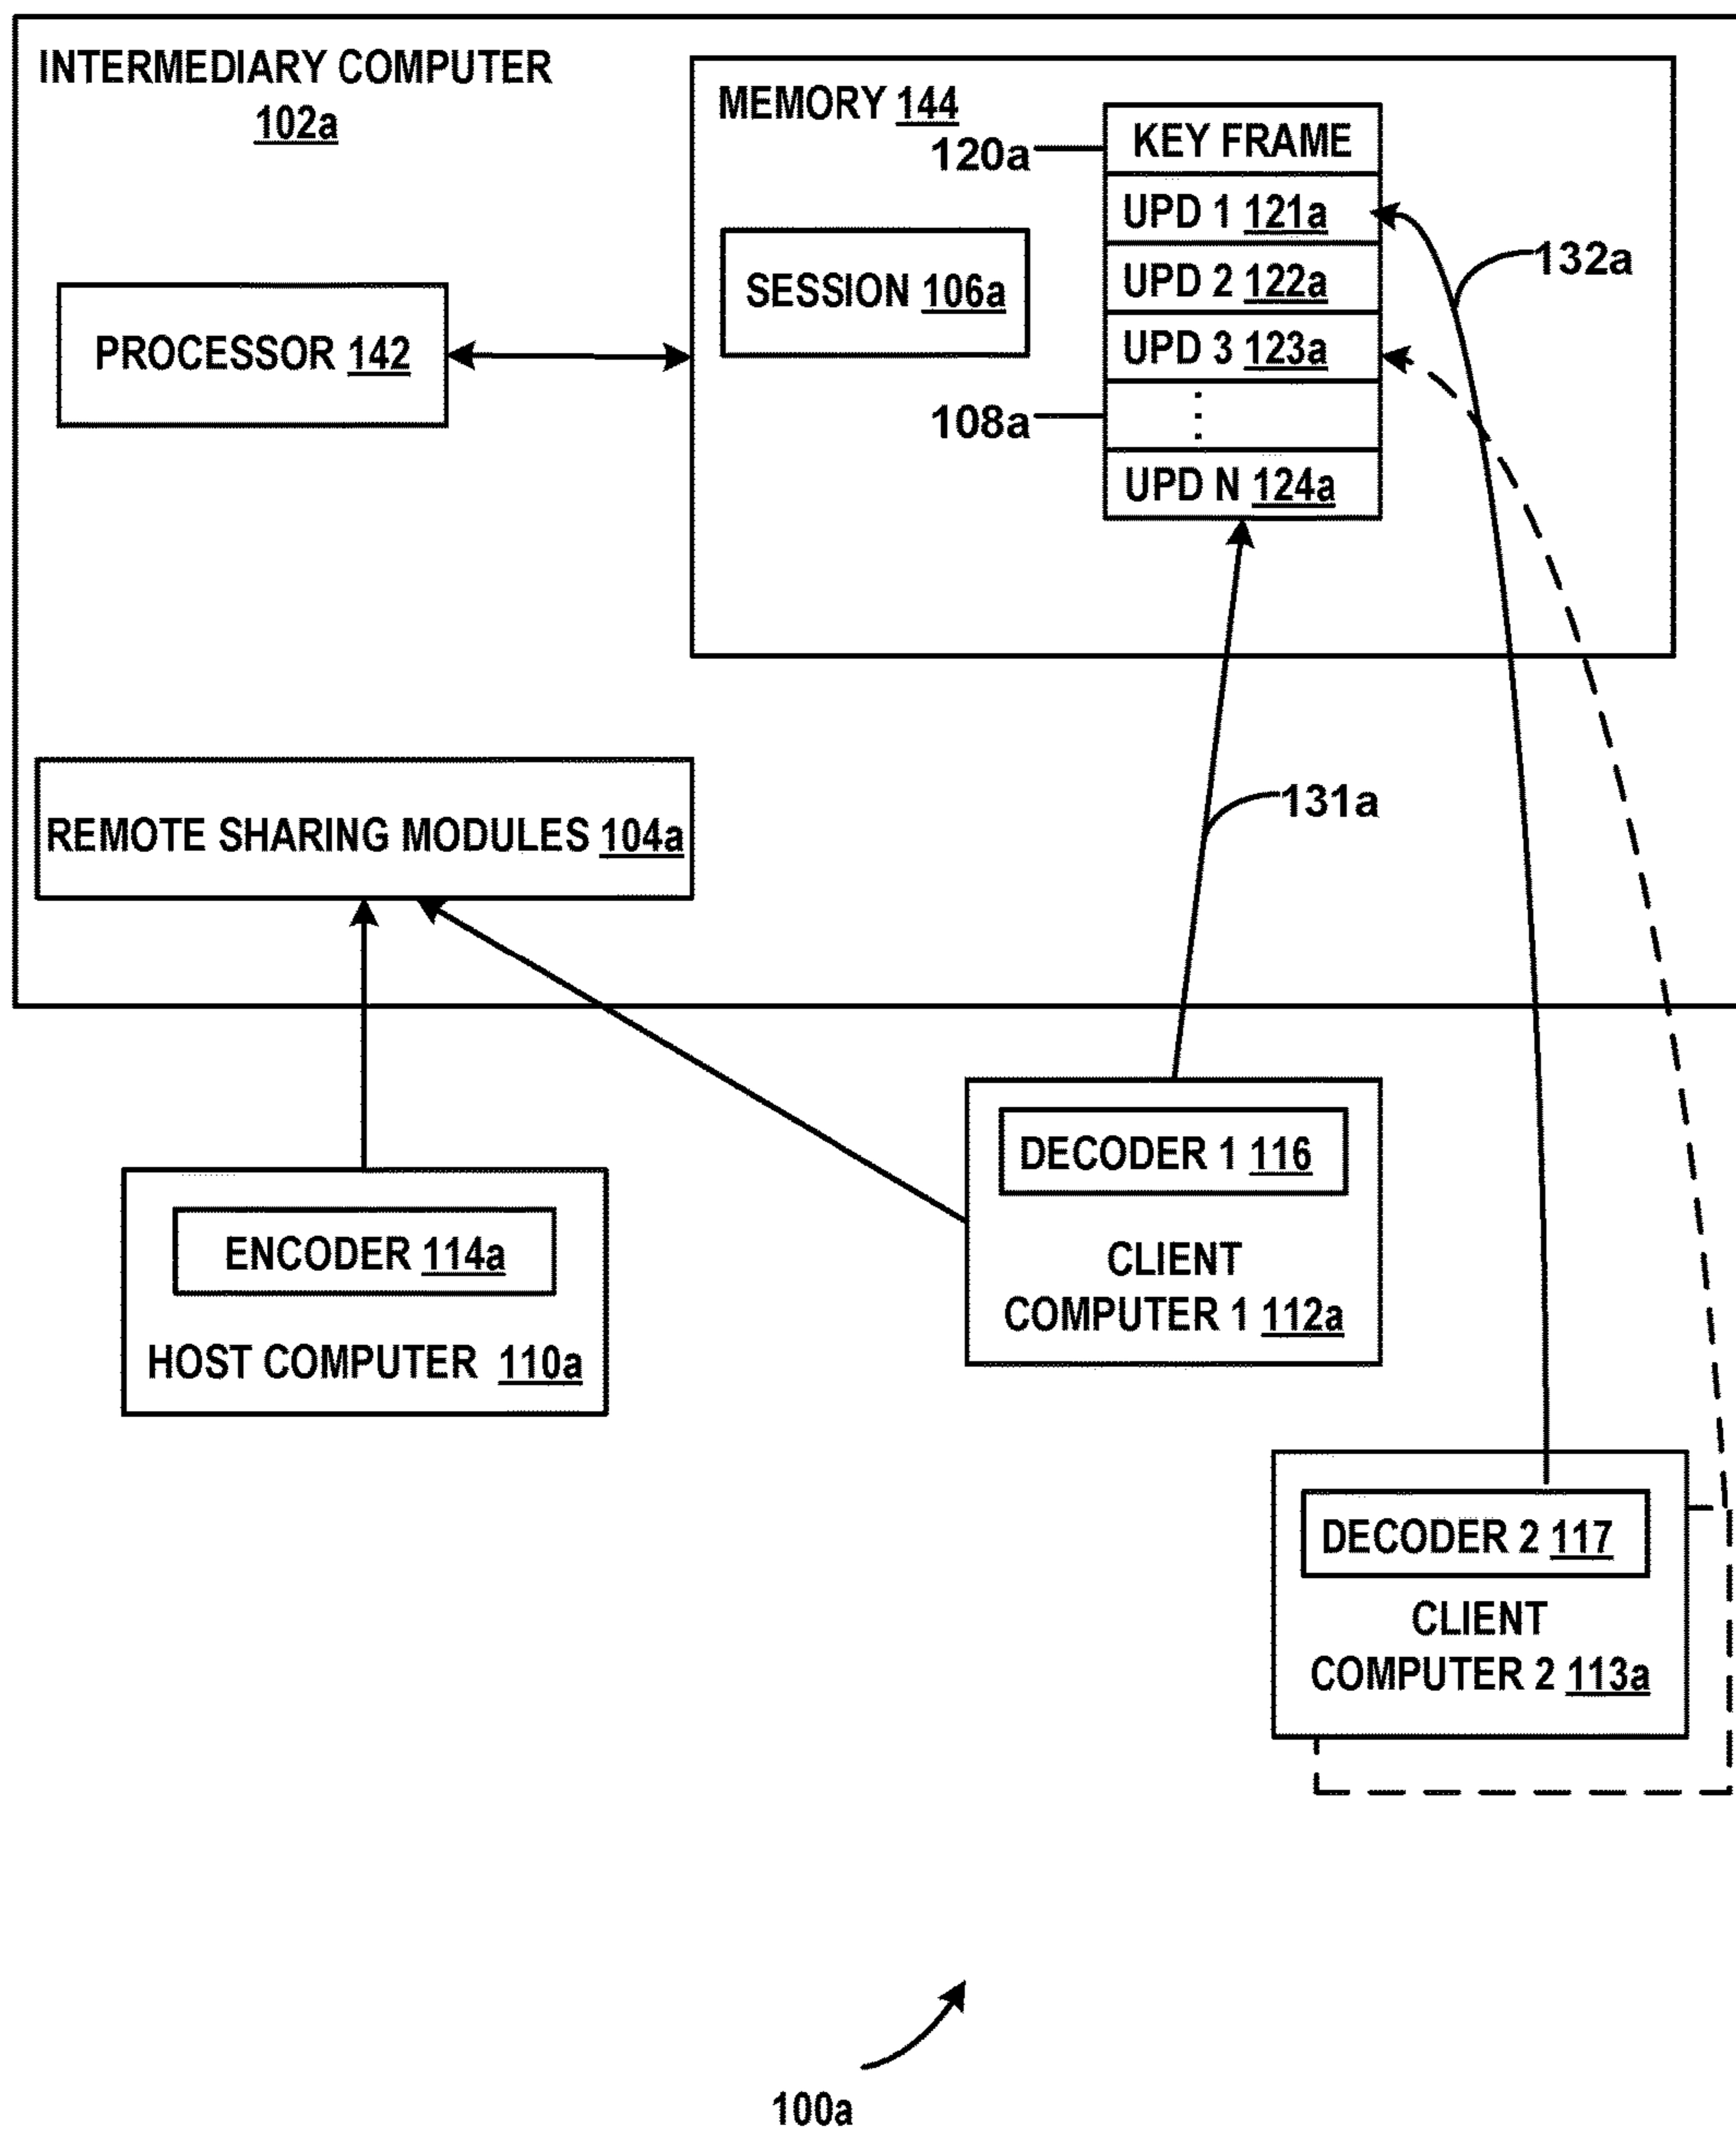 INTERMEDIARY COMPUTER
102a
MEMORY 144
120a
KEY FRAME
UPD 1 121a
UPD 2 122a
UPD 3 123a
108a
⋮
UPD N 124a
132a
SESSION 106a
PROCESSOR 142
131a
REMOTE SHARING MODULES 104a
DECODER 1 116
CLIENT
COMPUTER 1 112a
ENCODER 114a
HOST COMPUTER 110a
DECODER 2 117
CLIENT
COMPUTER 2 113a
100a